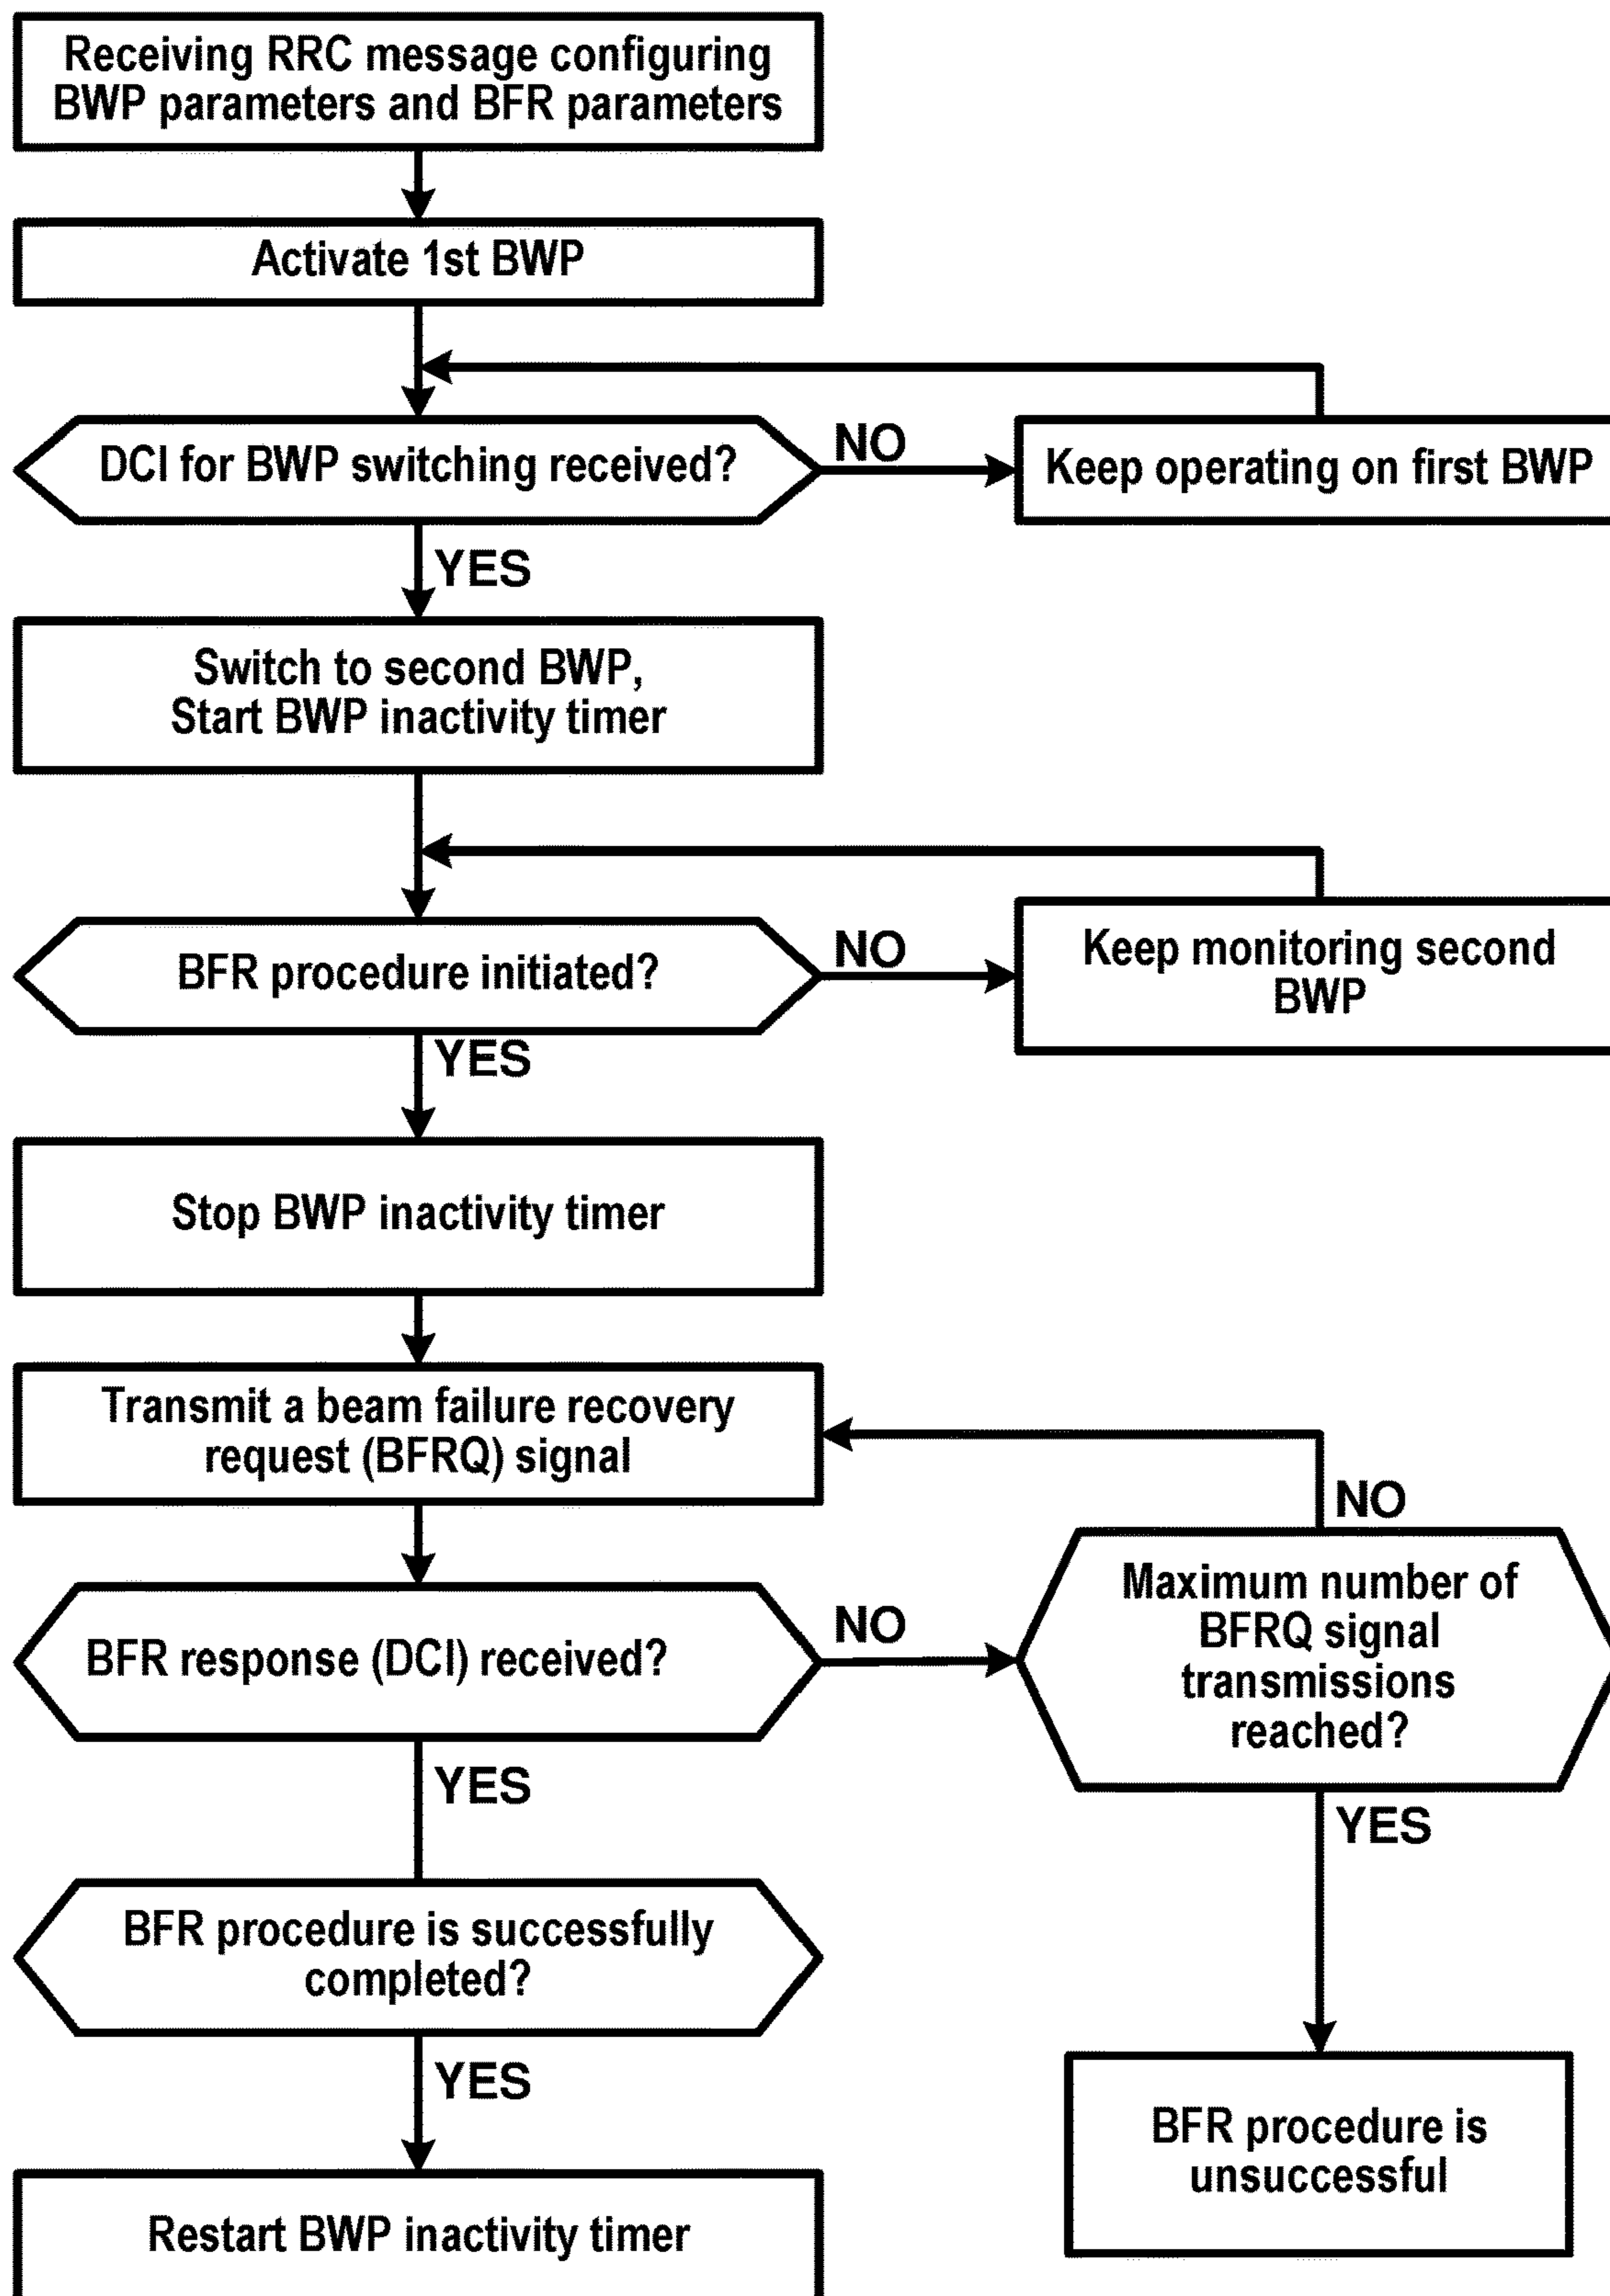 Receiving RRC message configuring
BWP parameters and BFR parameters
Activate 1st BWP
DCI for BWP switching received?
NO
Keep operating on first BWP
YES
Switch to second BWP,
Start BWP inactivity timer
BFR procedure initiated?
NO
Keep monitoring second
BWP
YES
Stop BWP inactivity timer
Transmit a beam failure recovery
request (BFRQ) signal
NO
BFR response (DCI) received?
NO
Maximum number of
BFRQ signal
transmissions
reached?
YES
YES
BFR procedure is successfully
completed?
YES
BFR procedure is
unsuccessful
Restart BWP inactivity timer